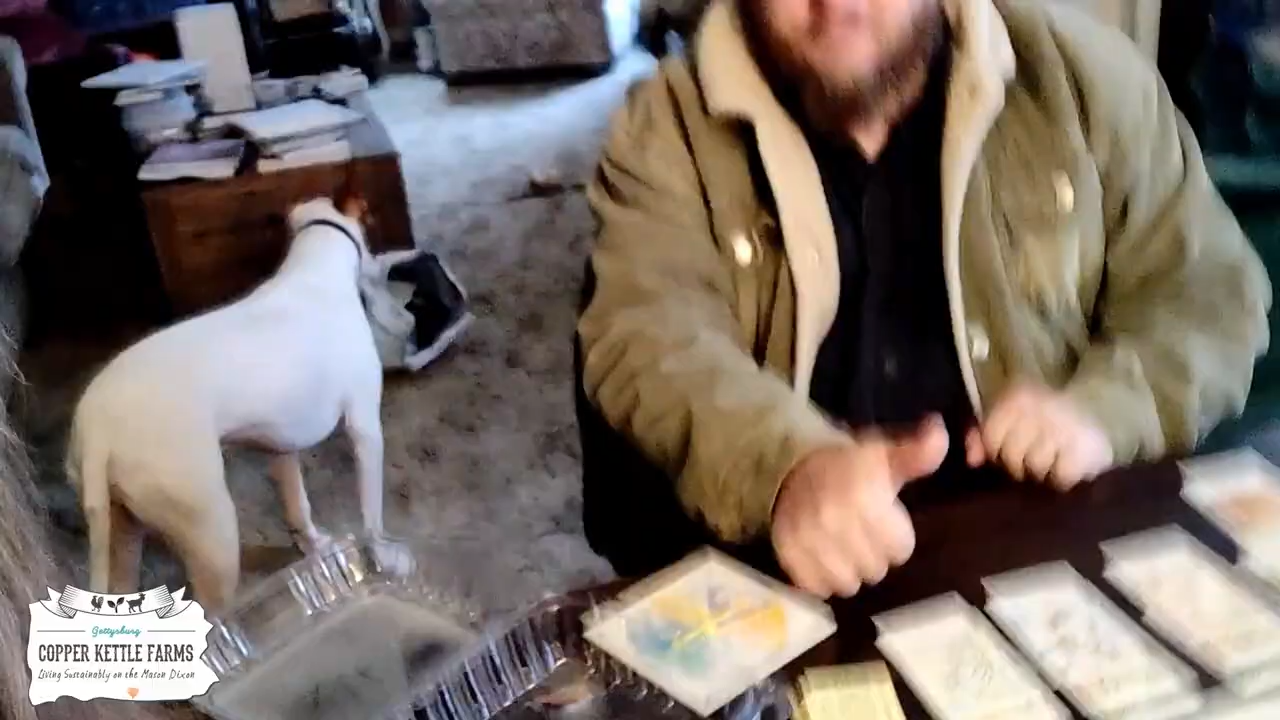 Gettysburg
COPPER KETTLE FARMS
Living Sustainably on the Mason Dixon